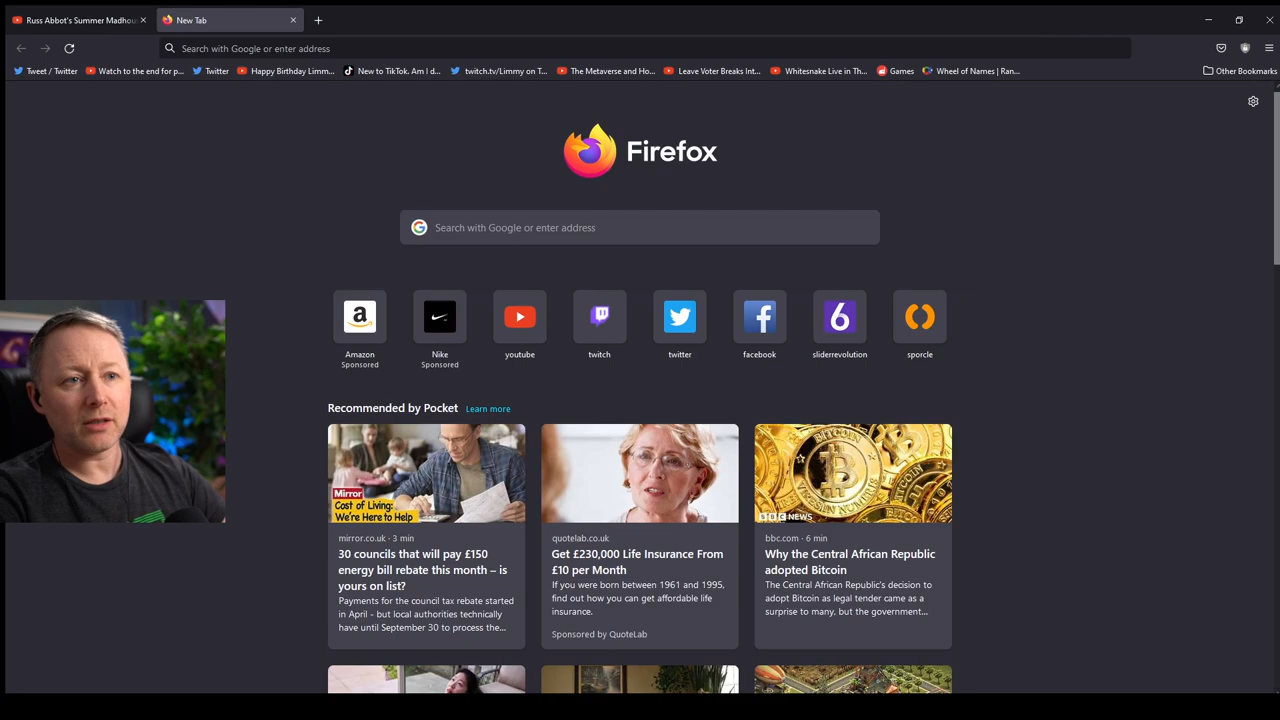 Russ Abbot's Summer Madhou
New Tab
Search with Google or enter address
Tweet / Twitter
Watch to the end for p...
Twitter
Happy Birthday Limm...
New to TikTok. Am I d...
twitch.tv/Limmy on T...
The Metaverse and Ho...
Leave Voter Breaks Int...
Whitesnake Live in Th...
Games
Wheel of Names | Ran...
Other Bookmarks
Firefox
Search with Google or enter address
Amazon
Sponsored
Nike
Sponsored
youtube
twitch
twitter
facebook
sliderrevolution
sporcle
Recommended by Pocket Learn more
Mirror
Cost of Living:
We're Here to Help
mirror.co.uk · 3 min
30 councils that will pay £150
energy bill rebate this month – is
yours on list?
Payments for the council tax rebate started
in April - but local authorities technically
have until September 30 to process the...
quotelab.co.uk
Get £230,000 Life Insurance From
£10 per Month
If you were born between 1961 and 1995,
find out how you can get affordable life
insurance.
Sponsored by QuoteLab
BITCOIN
BBC NEWS
bbc.com · 6 min
Why the Central African Republic
adopted Bitcoin
The Central African Republic's decision to
adopt Bitcoin as legal tender came as a
surprise to many, but the government...